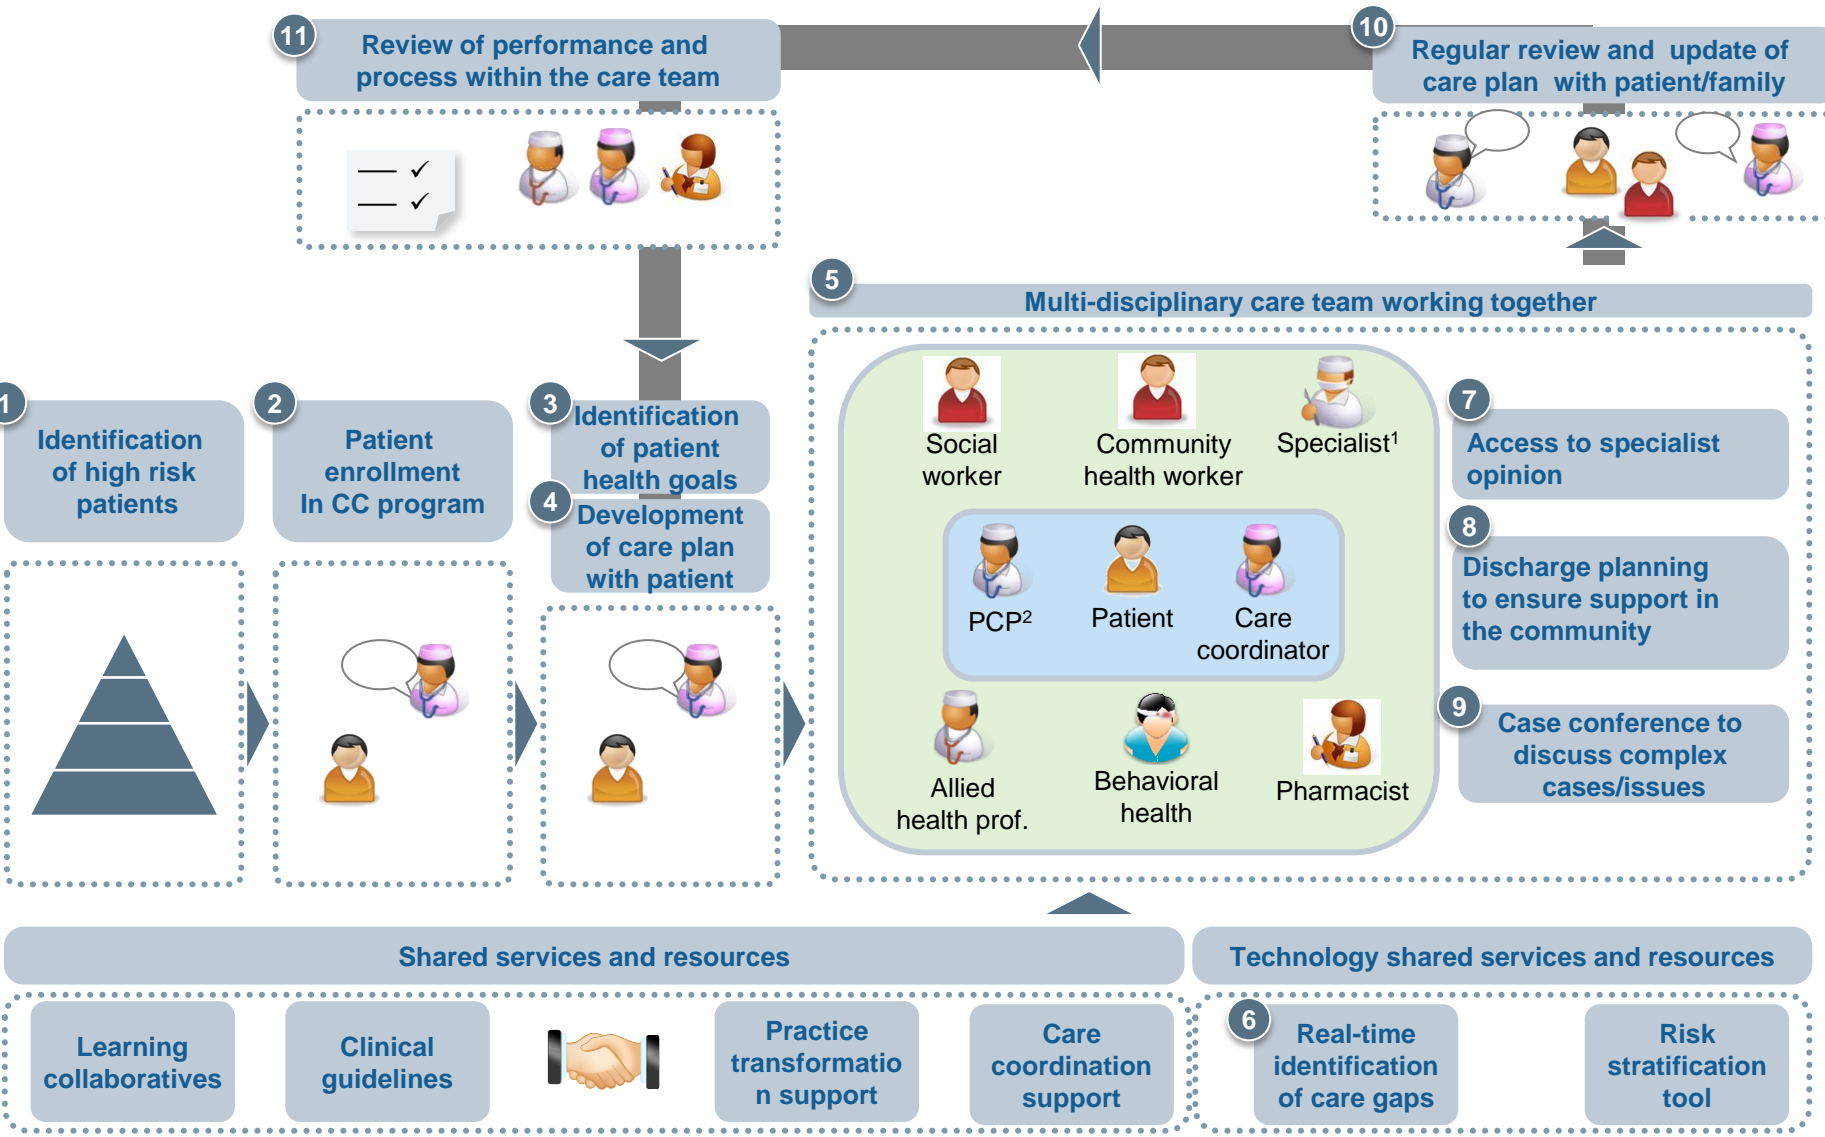 11
Review of performance and
process within the care team
10
Regular review and update of
care plan with patient/family
5
Multi-disciplinary care team working together
1
Identification
of high risk
patients
2
Patient
enrollment
In CC program
3
Identification
of patient
health goals
4
Development
of care plan
with patient
Social
worker
Community
health worker
Specialist1
PCP2
Patient
Care
coordinator
Allied
health prof.
Behavioral
health
Pharmacist
7
Access to specialist
opinion
8
Discharge planning
to ensure support in
the community
9
Case conference to
discuss complex
cases/issues
Shared services and resources
Technology shared services and resources
Learning
collaboratives
Clinical
guidelines
Practice
transformatio
n support
Care
coordination
support
6
Real-time
identification
of care gaps
Risk
stratification
tool